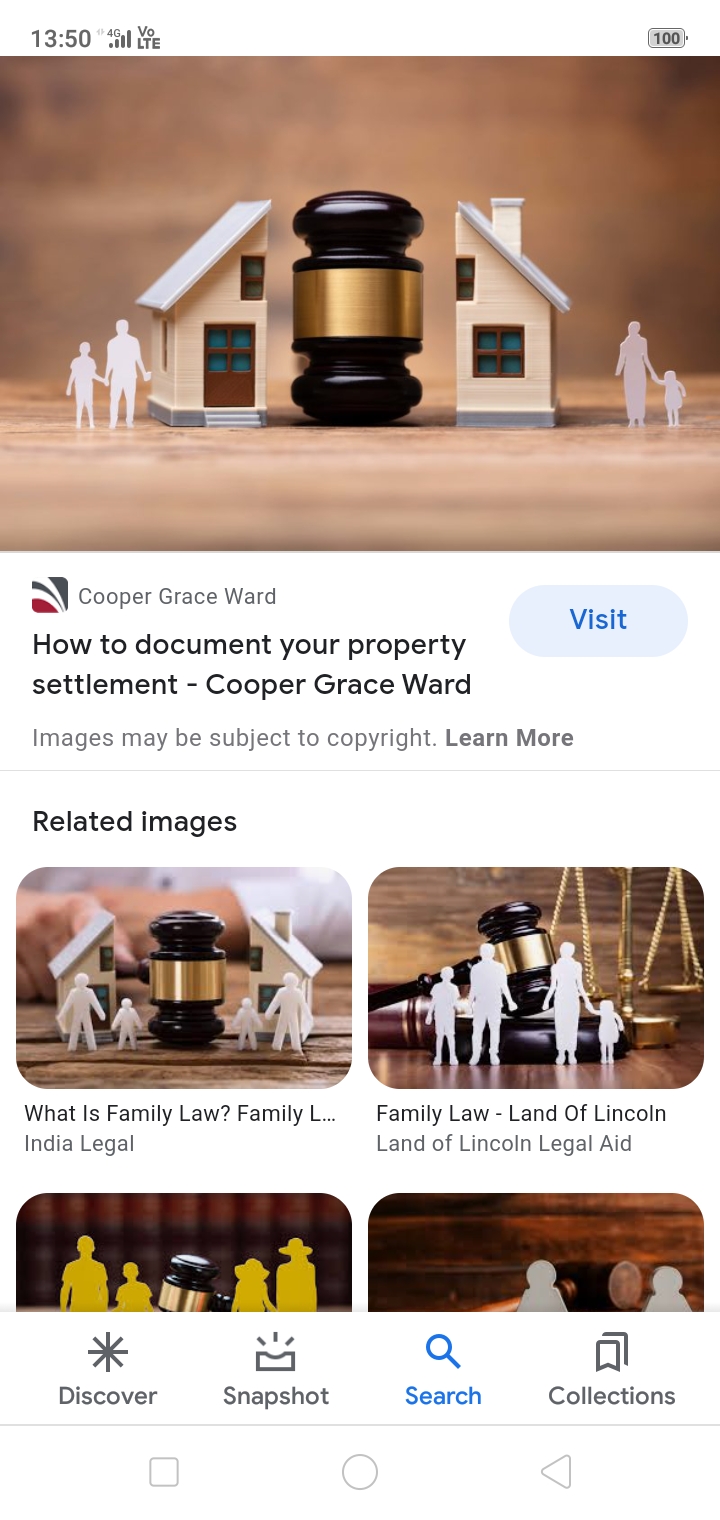 13:50 4G Vo LTE 100
Cooper Grace Ward
Visit
How to document your property
settlement - Cooper Grace Ward
Images may be subject to copyright. Learn More
Related images
What Is Family Law? Family L...
India Legal
Family Law - Land Of Lincoln
Land of Lincoln Legal Aid
Discover
Snapshot
Search
Collections